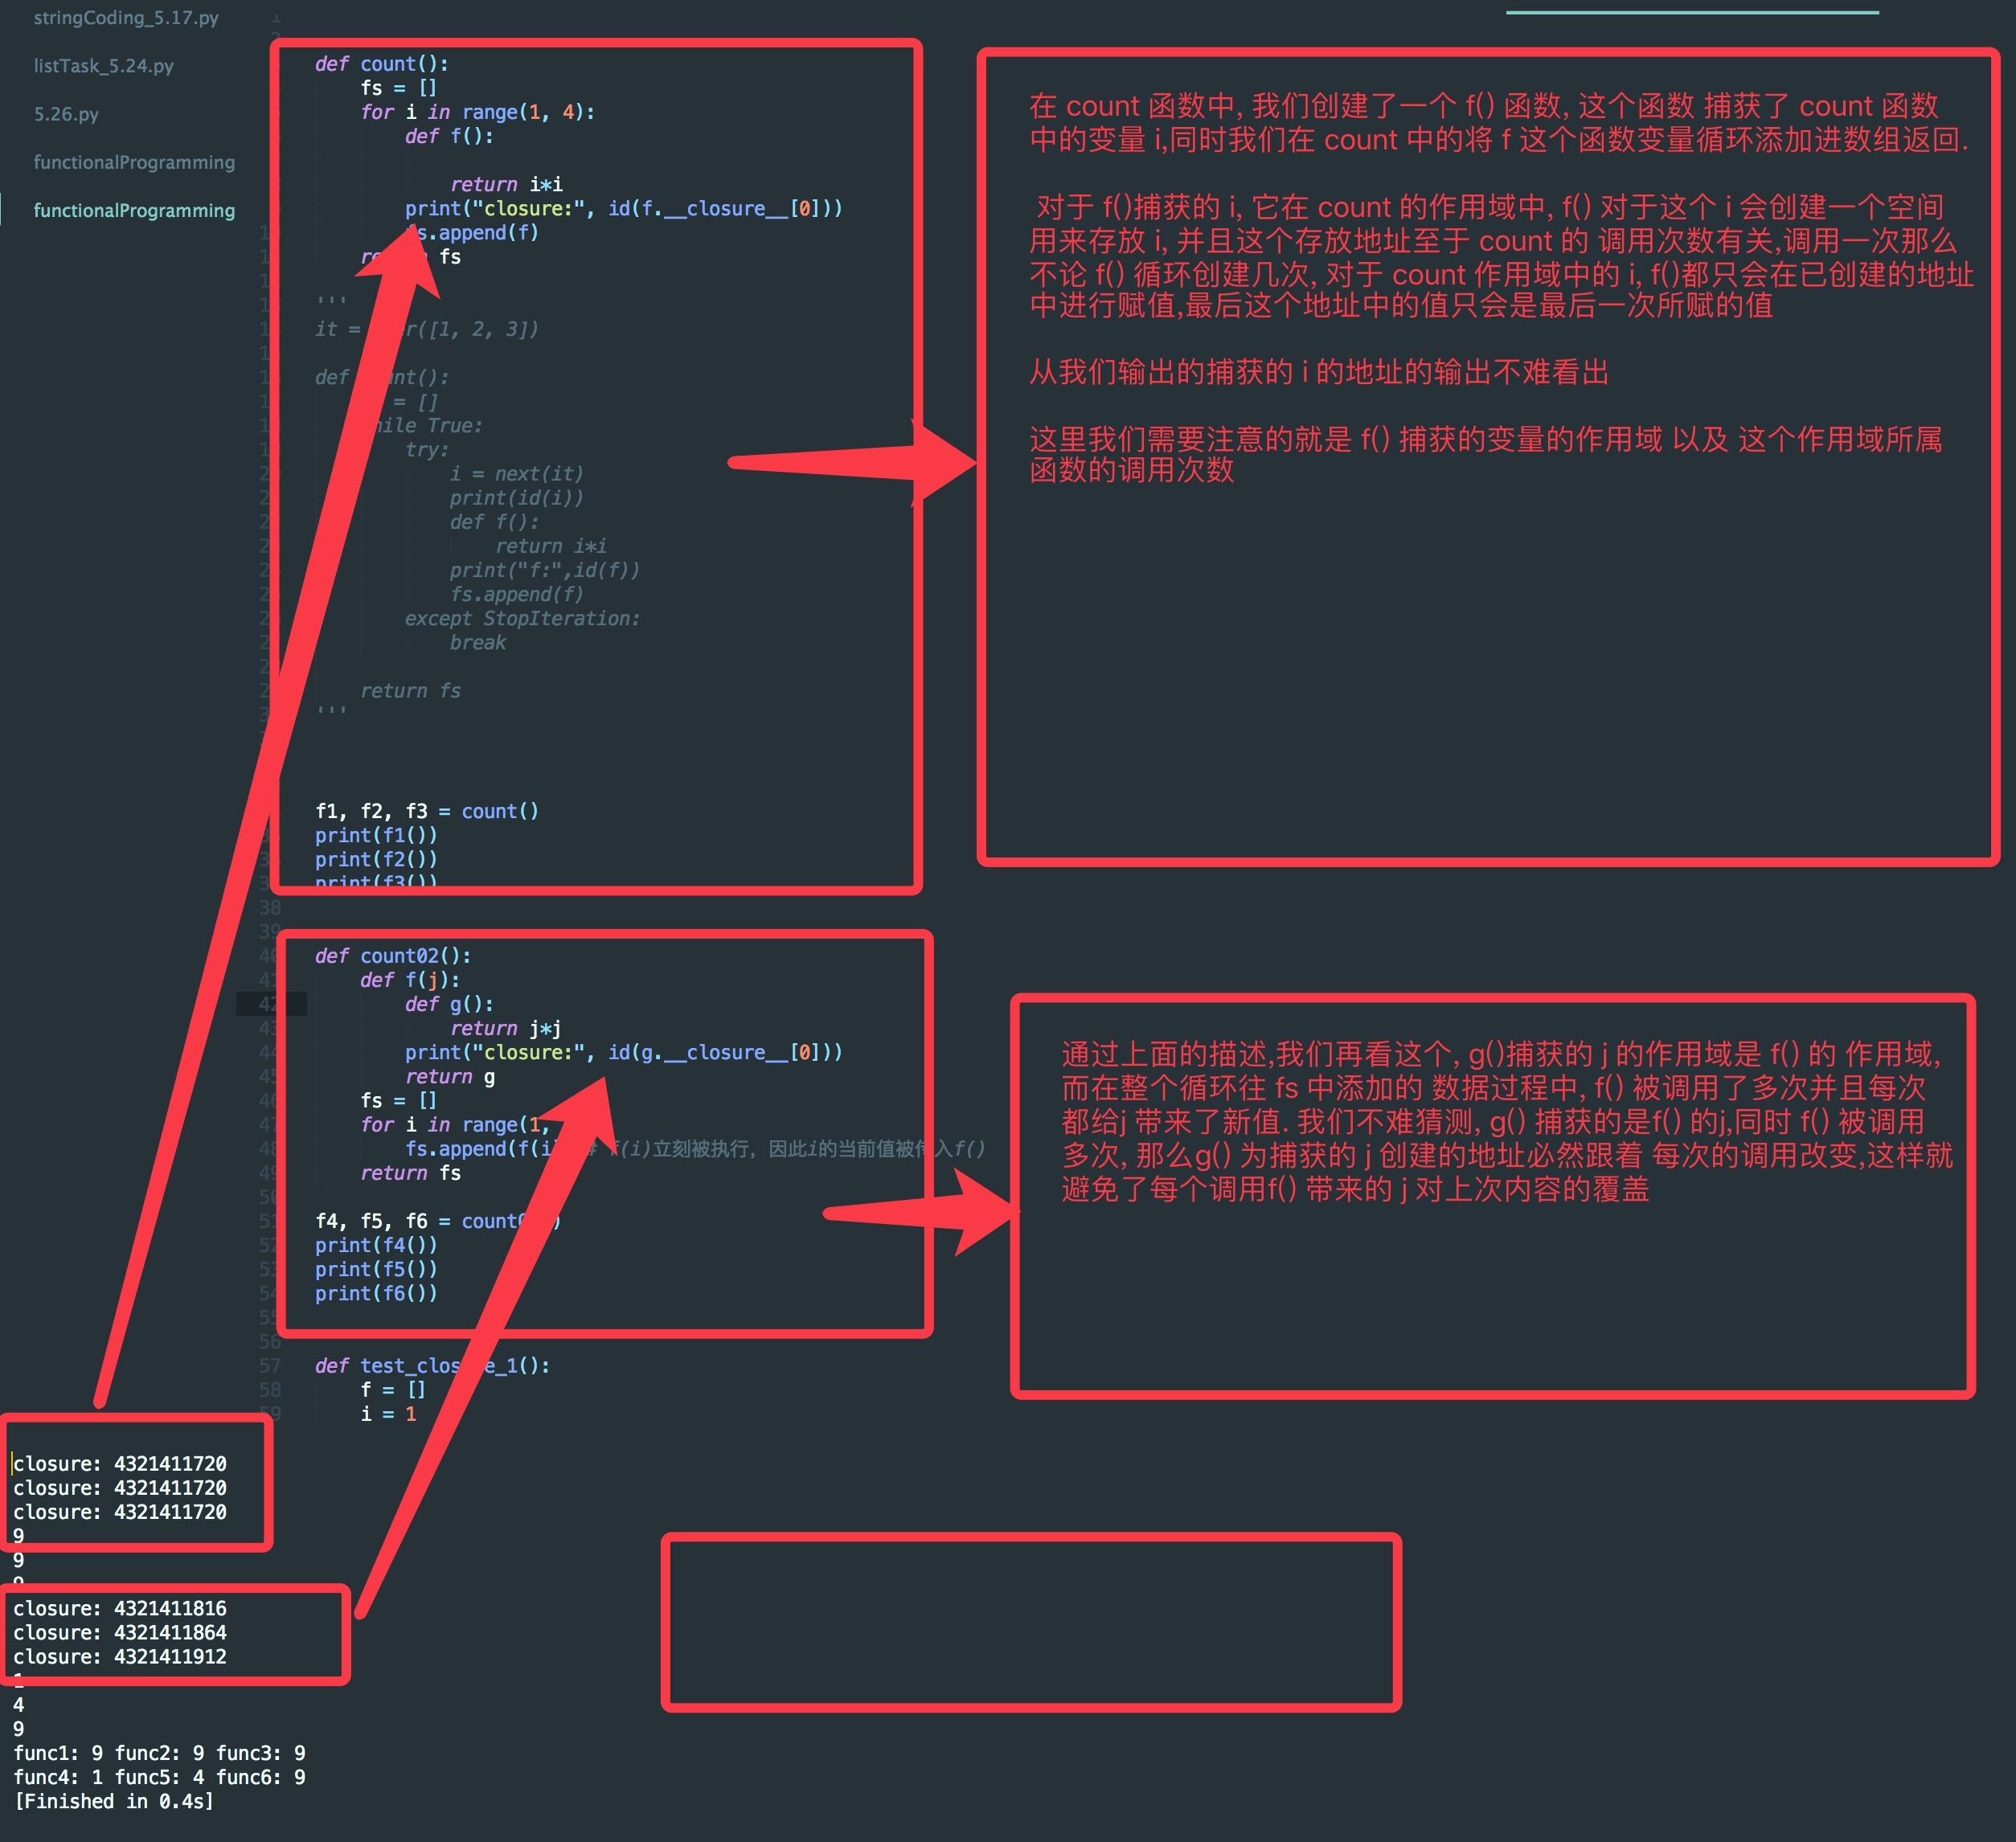 stringCoding_5.17.py
listTask_5.24.py
5.26.py
functionalProgramming
functionalProgramming
def count():
fs = []
for i in range(1, 4):
def f():
return i*i
print("closure:", id(f.__closure__[0]))
s.append(f)
fs
'''
it = r([1, 2, 3])
def nt():
= []
ile True:
try:
i = next(it)
print(id(i))
def f():
return i*i
print("f:",id(f))
fs.append(f)
except StopIteration:
break
return fs
'''
f1, f2, f3 = count()
print(f1())
print(f2())
print(f3())
38
def count02():
def f(j):
42 def g():
return j*j
print("closure:", id(g.__closure__[0]))
return g
fs = []
for i in range(1,
fs.append(f(i (i)立刻被执行，因此i的当前值被传入f()
return fs
f4, f5, f6 = count
print(f4())
print(f5())
print(f6())
56
57 def test_clos e_1():
58 f = []
59 i = 1
在 count 函数中, 我们创建了一个 f() 函数, 这个函数 捕获了 count 函数
中的变量 i,同时我们在 count 中的将 f 这个函数变量循环添加进数组返回.
对于 f()捕获的 i, 它在 count 的作用域中, f() 对于这个 i 会创建一个空间
用来存放 i, 并且这个存放地址至于 count 的 调用次数有关,调用一次那么
不论 f() 循环创建几次, 对于 count 作用域中的 i, f()都只会在已创建的地址
中进行赋值,最后这个地址中的值只会是最后一次所赋的值
从我们输出的捕获的 i 的地址的输出不难看出
这里我们需要注意的就是 f() 捕获的变量的作用域 以及 这个作用域所属
函数的调用次数
通过上面的描述,我们再看这个, g()捕获的 j 的作用域是 f() 的 作用域,
而在整个循环往 fs 中添加的 数据过程中, f() 被调用了多次并且每次
都给j 带来了新值. 我们不难猜测, g() 捕获的是f() 的j,同时 f() 被调用
多次, 那么g() 为捕获的 j 创建的地址必然跟着 每次的调用改变,这样就
避免了每个调用f() 带来的 j 对上次内容的覆盖
closure: 4321411720
closure: 4321411720
closure: 4321411720
9
9
9
closure: 4321411816
closure: 4321411864
closure: 4321411912
4
9
func1: 9 func2: 9 func3: 9
func4: 1 func5: 4 func6: 9
[Finished in 0.4s]